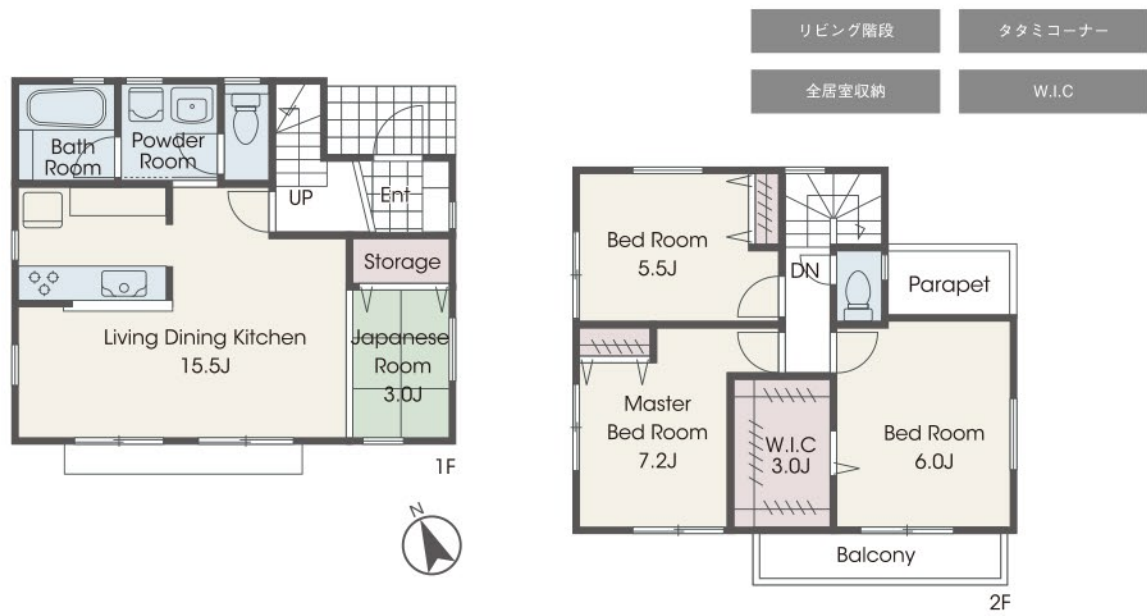 リビング階段
タタミコーナー
全居室収納
W.I.C
Bath
Room
Powder
Room
UP
Ent
Storage
Living Dining Kitchen
15.5J
Japanese
Room
3.0J
1F
N
Bed Room
5.5J
DN
Parapet
Master
Bed Room
7.2J
W.I.C
3.0J
Bed Room
6.0J
Balcony
2F